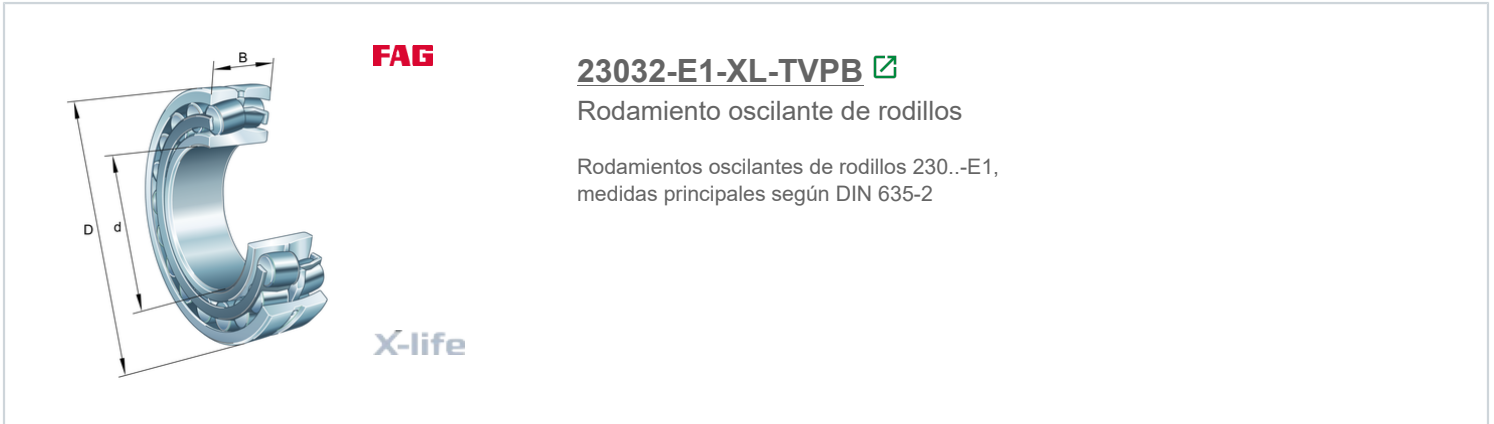 FAG
B
D
d
X-life
23032-E1-XL-TVPB
Rodamiento oscilante de rodillos
Rodamientos oscilantes de rodillos 230..-E1,
medidas principales según DIN 635-2